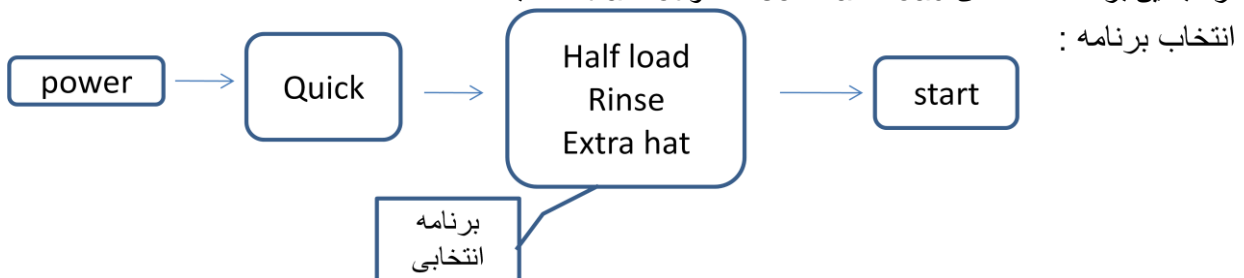 انتخاب برنامه :
power
Quick
Half load
Rinse
Extra hat
start
برنامه
انتخابی